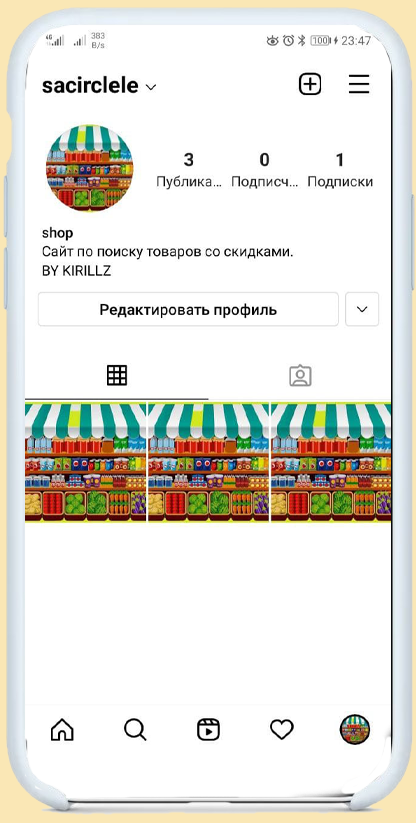 4G 383 B/s 100 23:47
sacirclele
3 0 1
Публика... Подписч... Подписки
shop
Сайт по поиску товаров со скидками.
BY KIRILLZ
Редактировать профиль